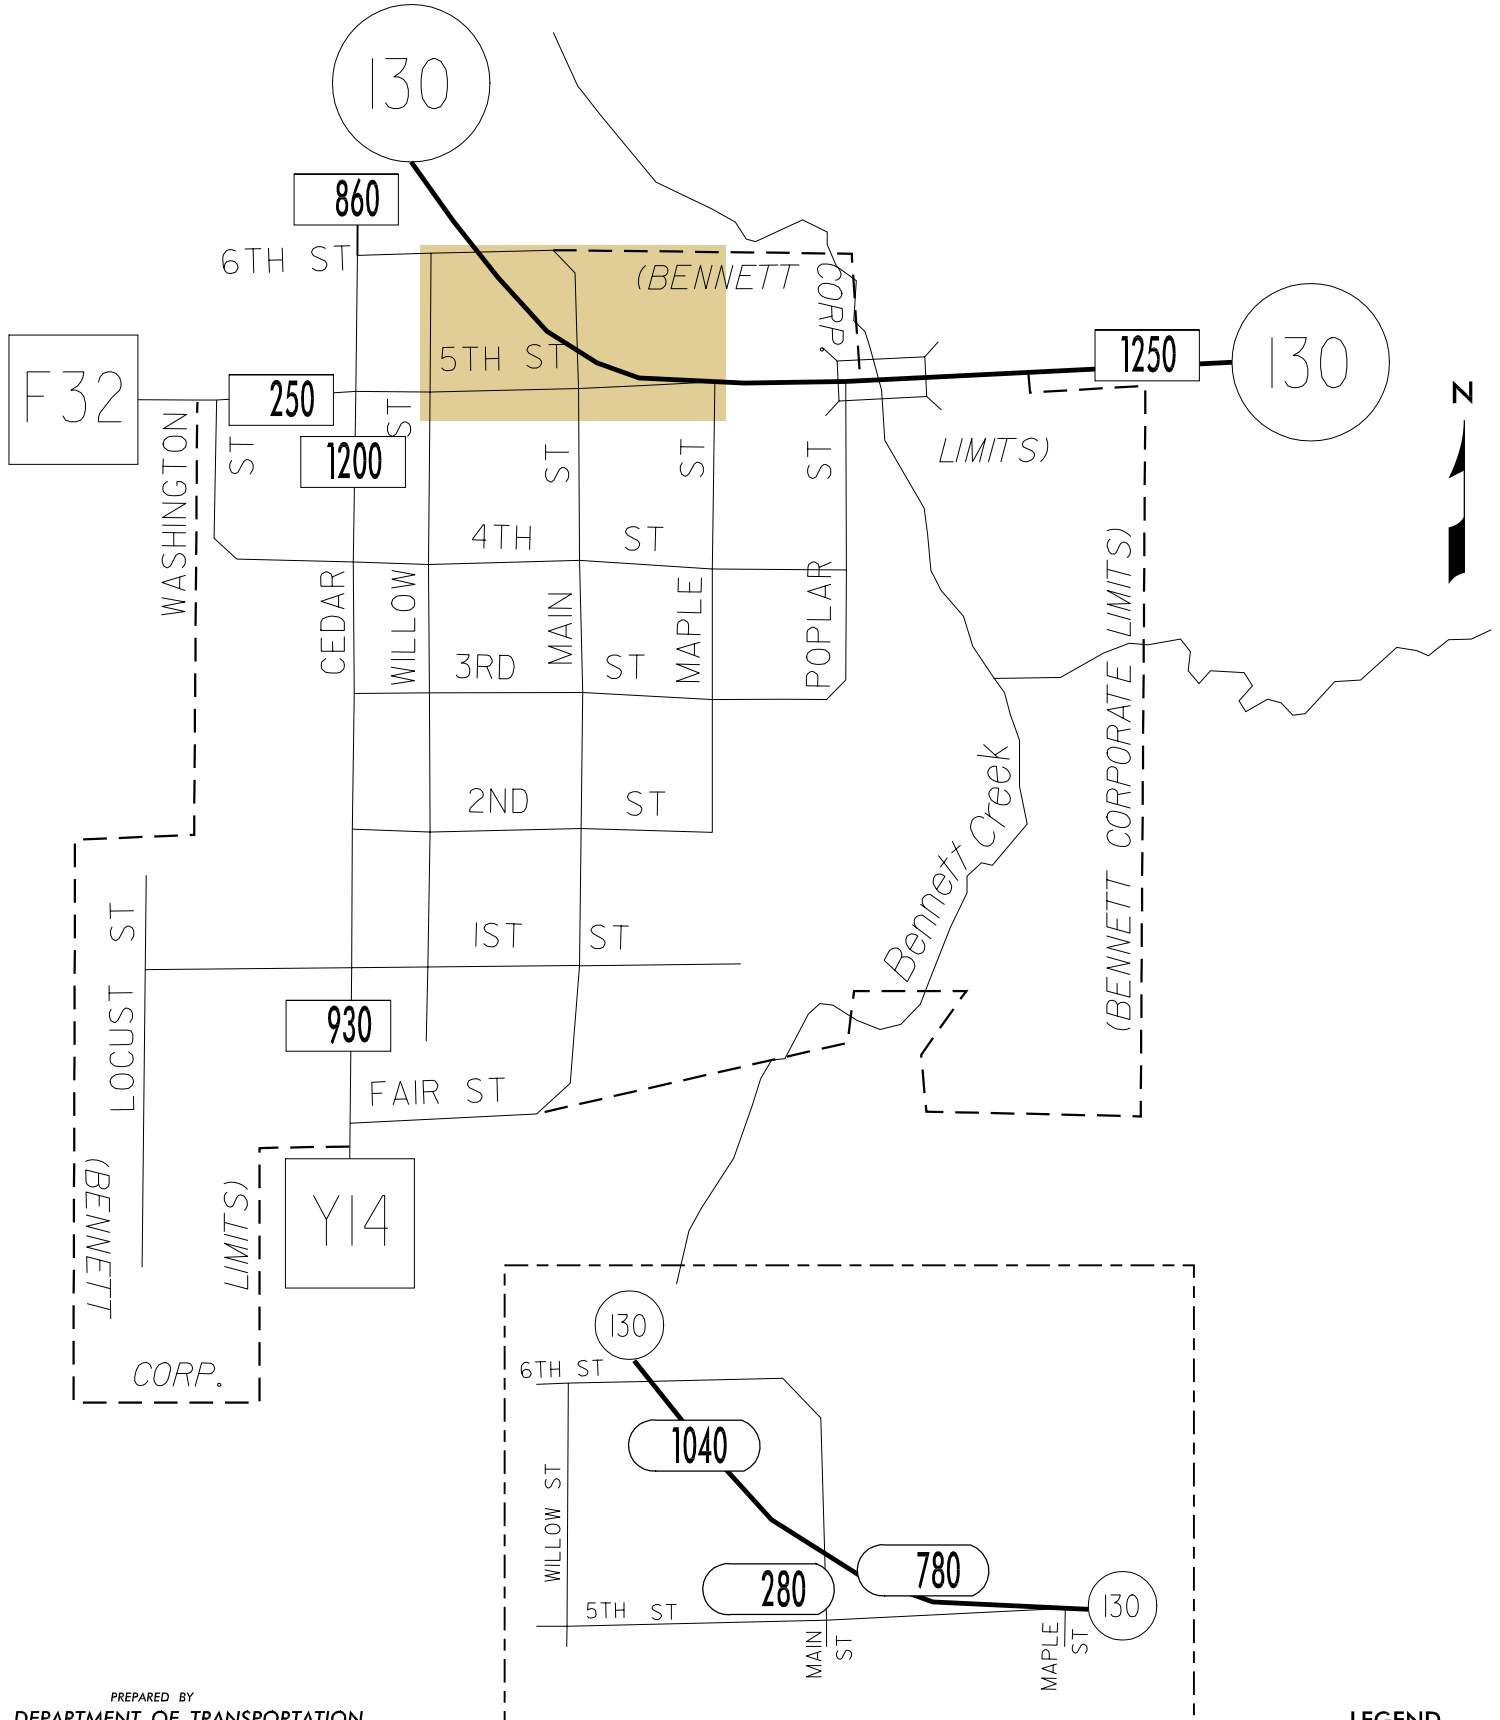 130
860
6TH ST
(BENNETT
CORP
5TH ST
1250
130
F32
250
ST
1200
ST
WASHINGTON
ST
ST
ST
LIMITS)
N
4TH ST
CEDAR
WILLOW
MAIN
MAPLE
POPLAR
(BENNETT CORPORATE LIMITS)
3RD ST
2ND ST
Bennett Creek
1ST ST
LOCUST ST
930
FAIR ST
(BENNETT
LIMITS)
Y14
CORP.
130
6TH ST
1040
WILLOW ST
780
280
5TH ST
130
MAIN
ST
MAPLE
ST
PREPARED BY
DEPARTMENT OF TRANSPORTATION
LEGEND